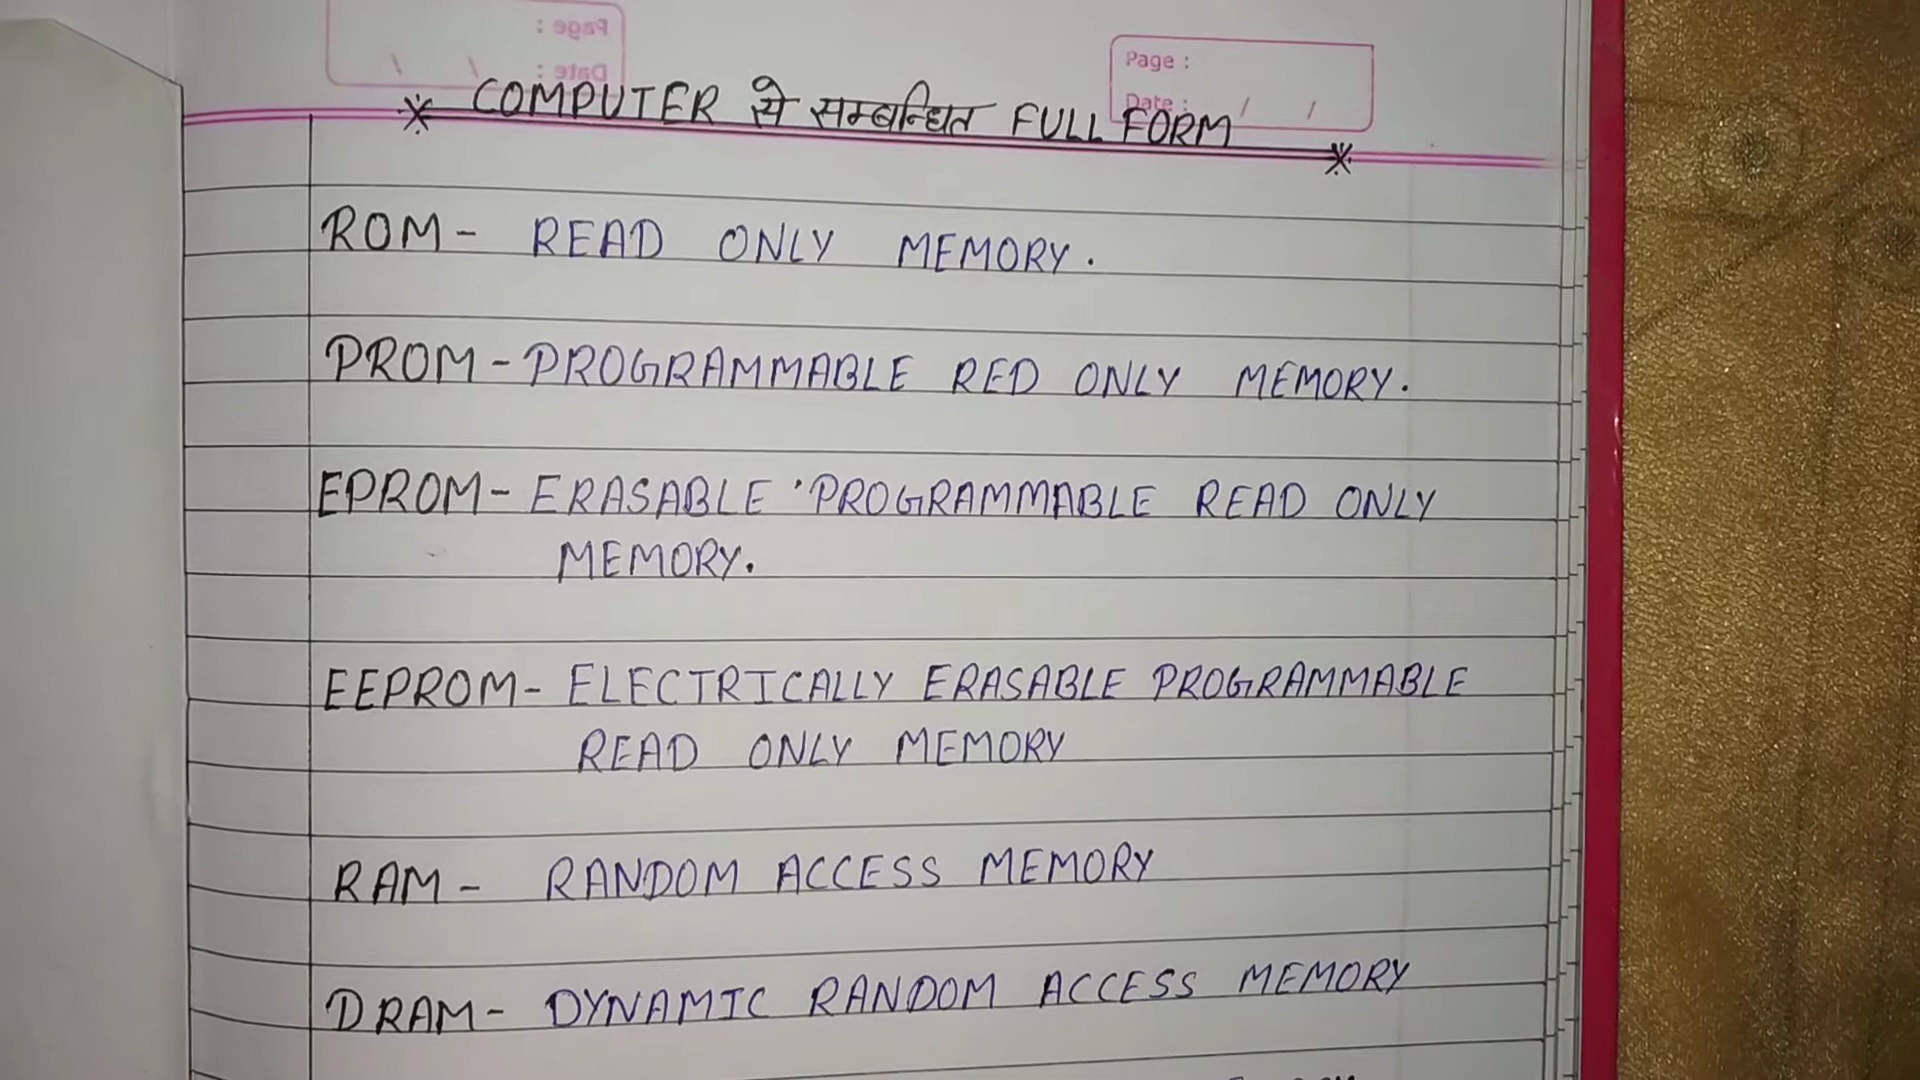 Page :
Date :
Page :
Date : / /
COMPUTER से सम्बन्धित FULL FORM
ROM - READ ONLY MEMORY.
PROM - PROGRAMMABLE RED ONLY MEMORY.
EPROM - ERASABLE PROGRAMMABLE READ ONLY
MEMORY.
EEPROM - ELECTRICALLY ERASABLE PROGRAMMABLE
READ ONLY MEMORY
RAM - RANDOM ACCESS MEMORY
DRAM - DYNAMIC RANDOM ACCESS MEMORY